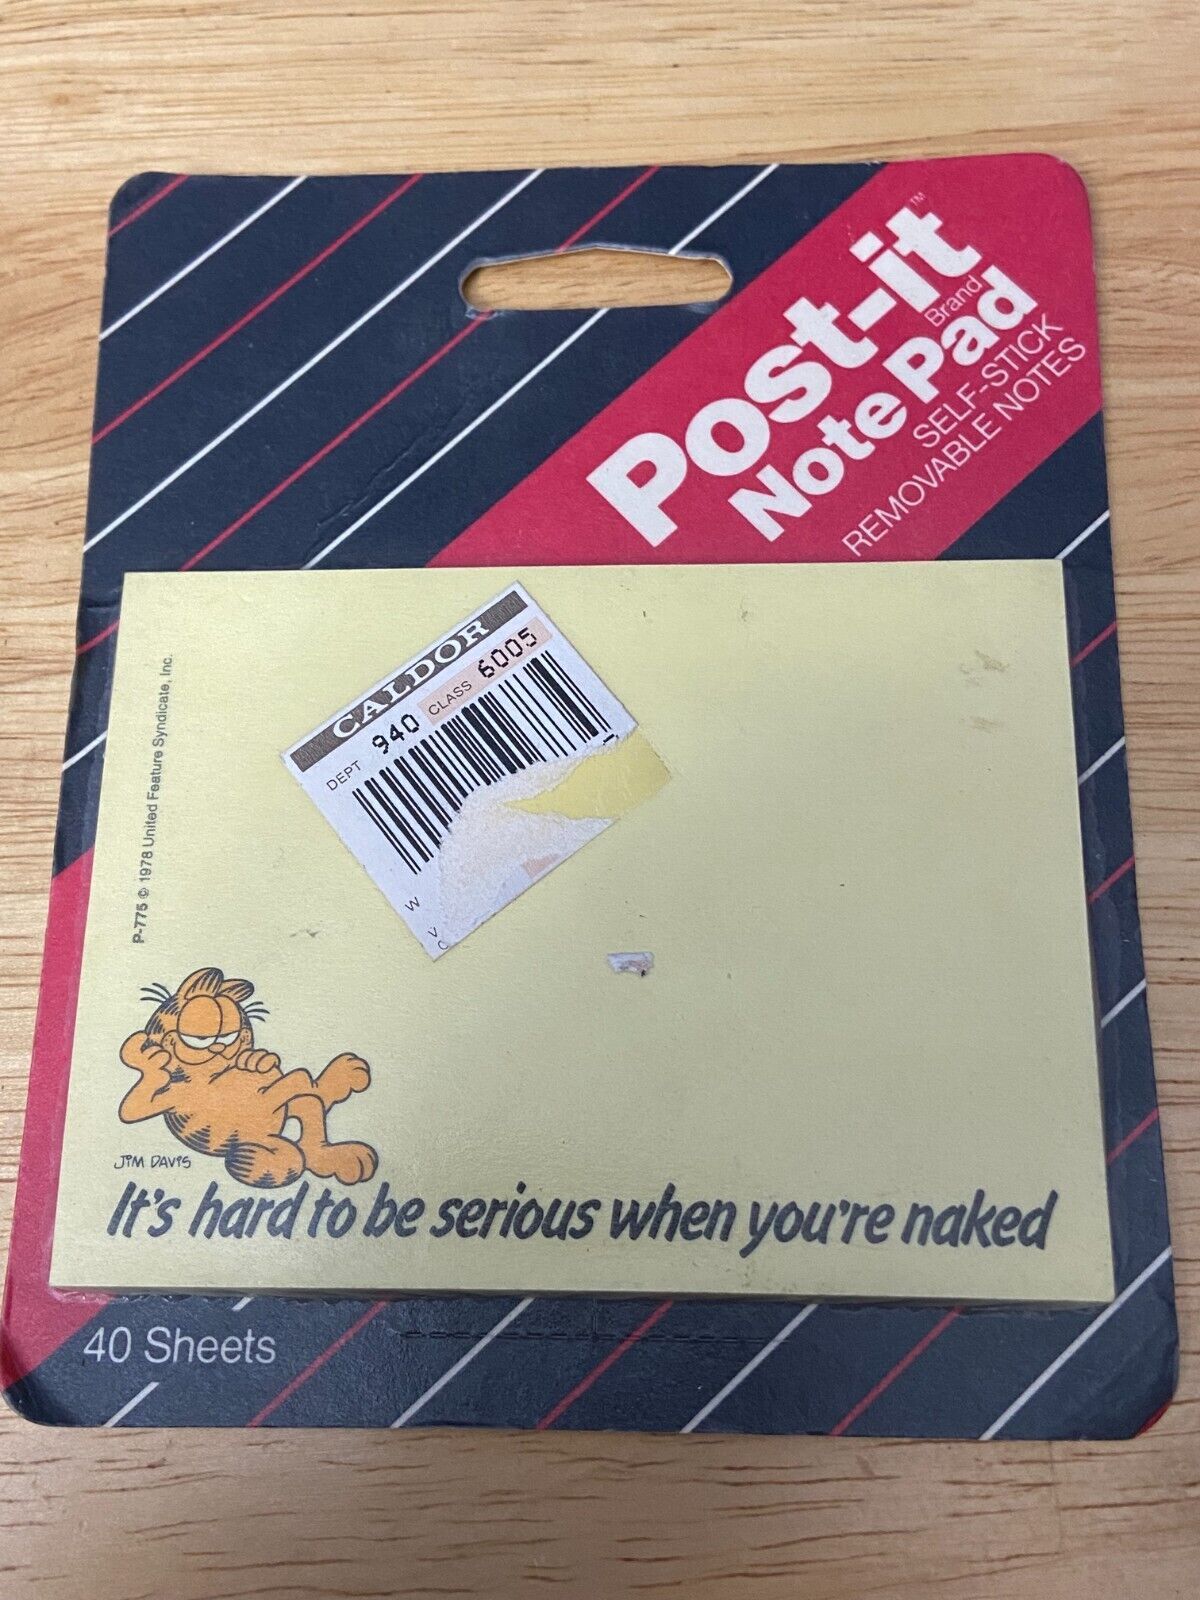 Post-it™
Brand
Note Pad
SELF-STICK
REMOVABLE NOTES
CALDOR
DEPT 940 CLASS 6005
W
V
P-775 © 1978 United Feature Syndicate, Inc.
JIM DAVIS
It's hard to be serious when you're naked
40 Sheets